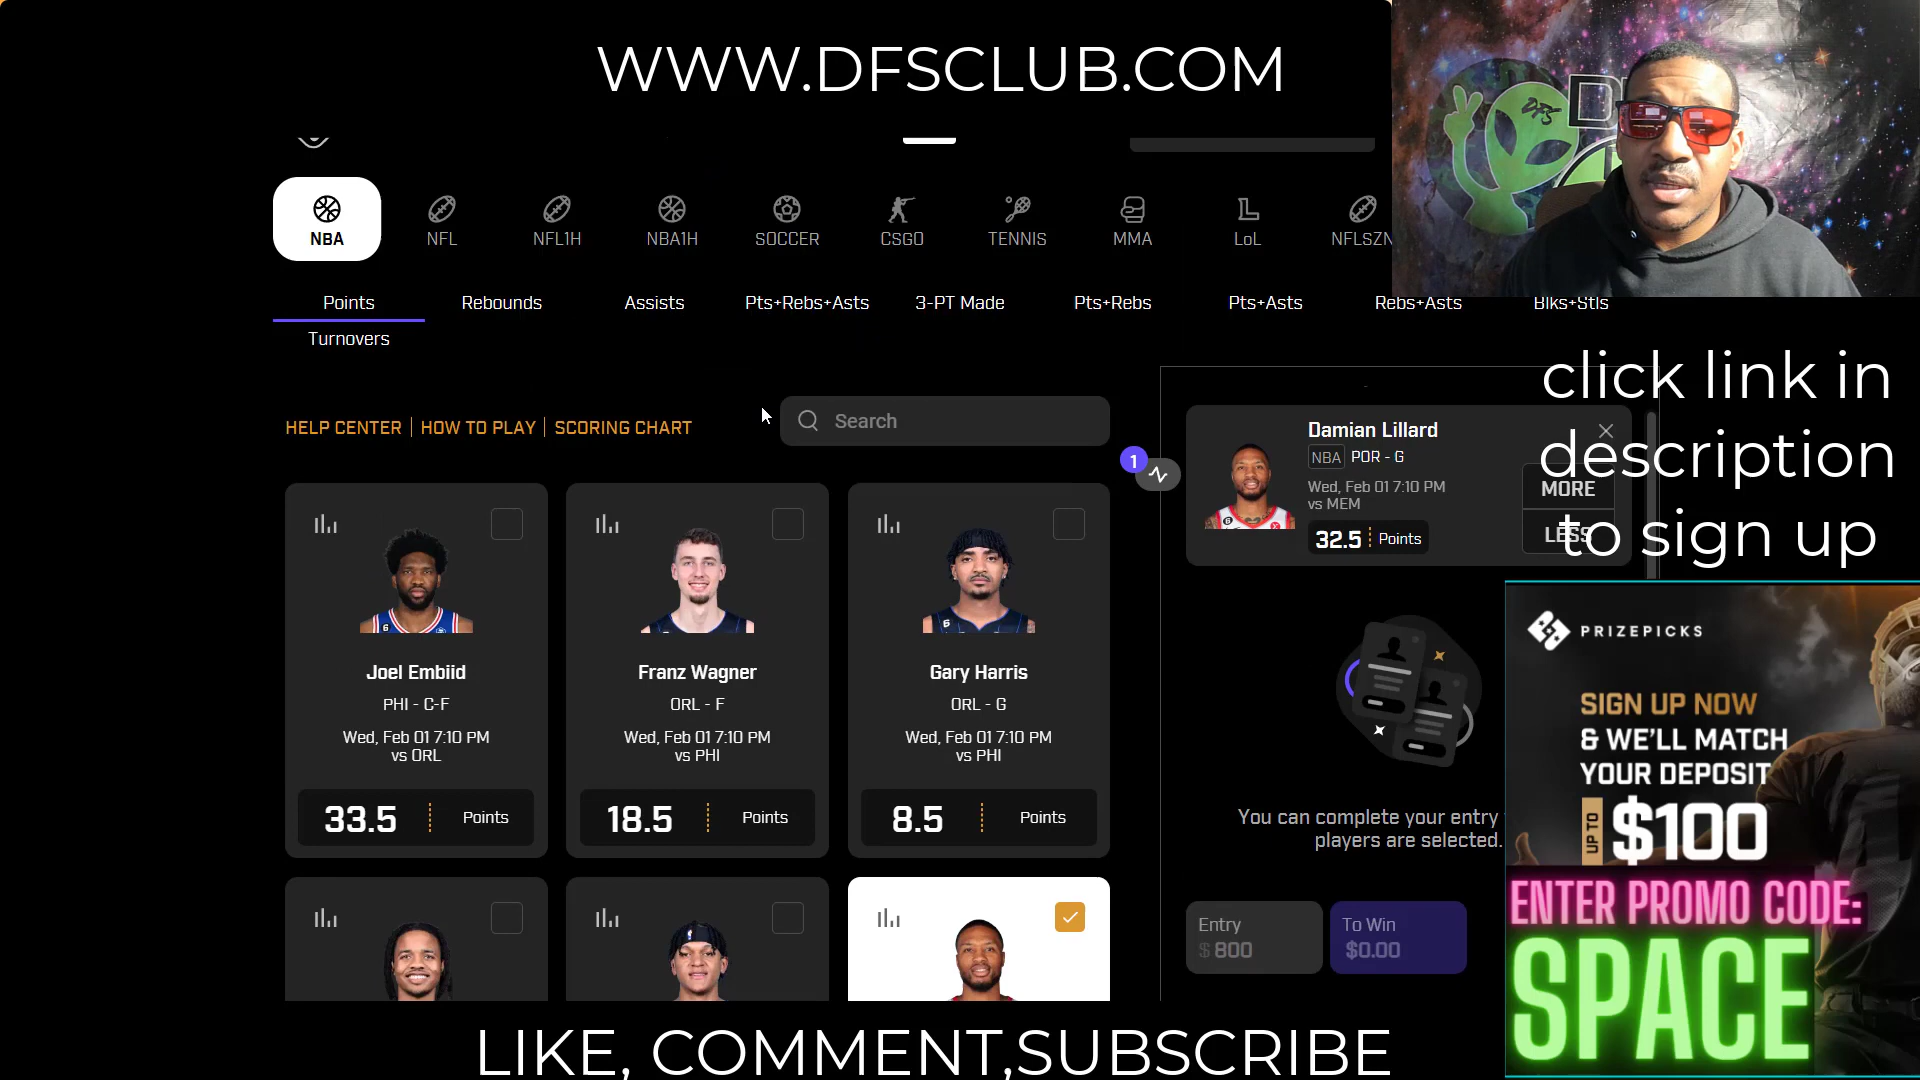 WWW.DFSCLUB.COM
DFS
NBA
NFL
NFL1H
NBA1H
SOCCER
CSGO
TENNIS
MMA
LoL
NFLSZN
Points
Rebounds
Assists
Pts+Rebs+Asts
3-PT Made
Pts+Rebs
Pts+Asts
Rebs+Asts
Blks+Stls
Turnovers
HELP CENTER | HOW TO PLAY | SCORING CHART
Search
1
Joel Embiid
PHI - C-F
Wed, Feb 01 7:10 PM
vs ORL
33.5 Points
Franz Wagner
ORL - F
Wed, Feb 01 7:10 PM
vs PHI
18.5 Points
Gary Harris
ORL - G
Wed, Feb 01 7:10 PM
vs PHI
8.5 Points
Damian Lillard
NBA POR - G
Wed, Feb 01 7:10 PM
vs MEM
32.5 Points
MORE
LESS
You can complete your entry
players are selected.
Entry
$ 800
To Win
$0.00
click link in
description
to sign up
PRIZEPICKS
SIGN UP NOW
& WE'LL MATCH
YOUR DEPOSIT
UP TO $100
ENTER PROMO CODE:
SPACE
LIKE, COMMENT,SUBSCRIBE